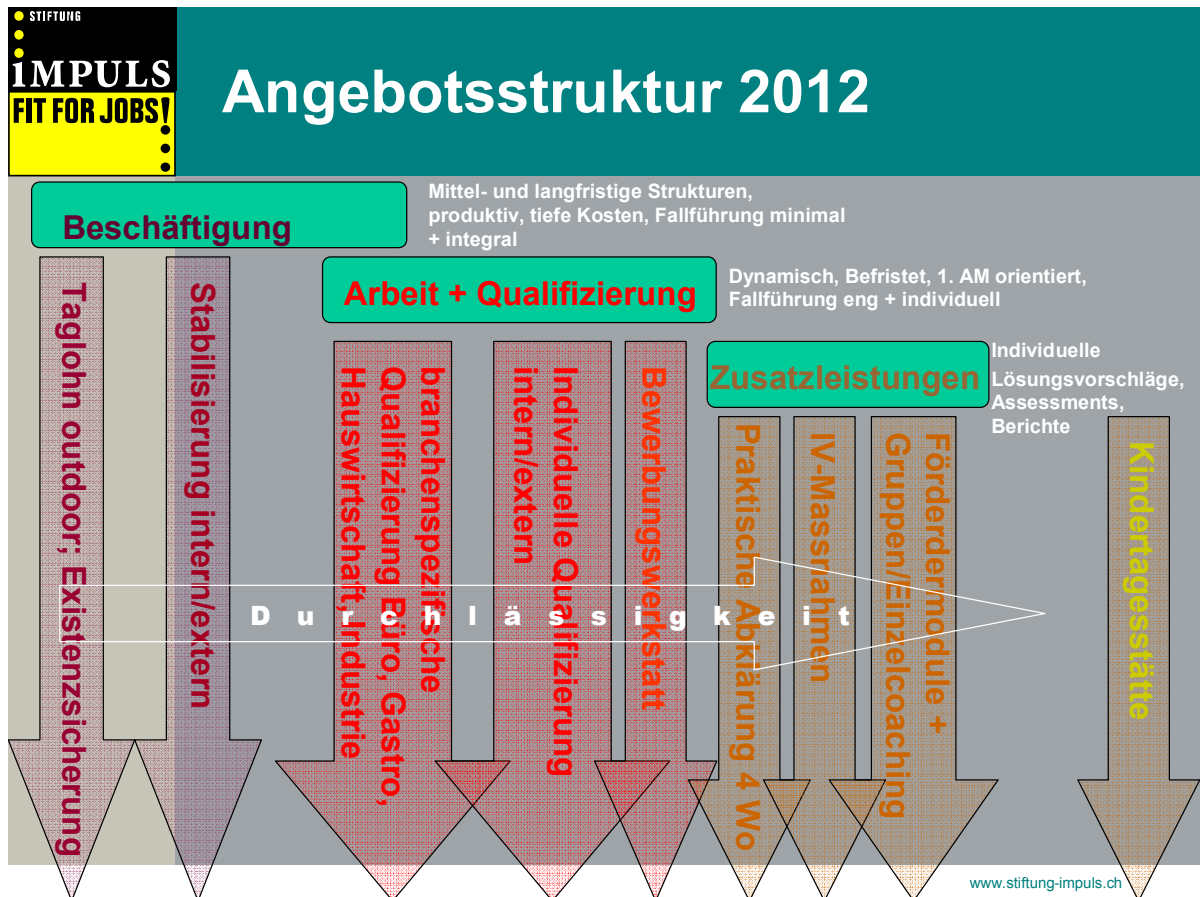 STIFTUNG
iMPULS
FIT FOR JOBS!
Angebotsstruktur 2012
Beschäftigung
Mittel- und langfristige Strukturen,
produktiv, tiefe Kosten, Fallführung minimal
+ integral
Arbeit + Qualifizierung
Dynamisch, Befristet, 1. AM orientiert,
Fallführung eng + individuell
Zusatzleistungen
Individuelle
Lösungsvorschläge,
Assessments,
Berichte
Taglohn outdoor; Existenzsicherung
Stabilisierung intern/extern
branchenspezifische
Qualifizierung Büro, Gastro,
Hauswirtschaft, Industrie
Individuelle Qualifizierung
intern/extern
Bewerbungswerkstatt
Praktische Abklärung 4 Wo
IV-Massnahmen
Förderdermodule +
Gruppen/Einzelcoaching
Kindertagesstätte
Durchlässigkeit
www.stiftung-impuls.ch